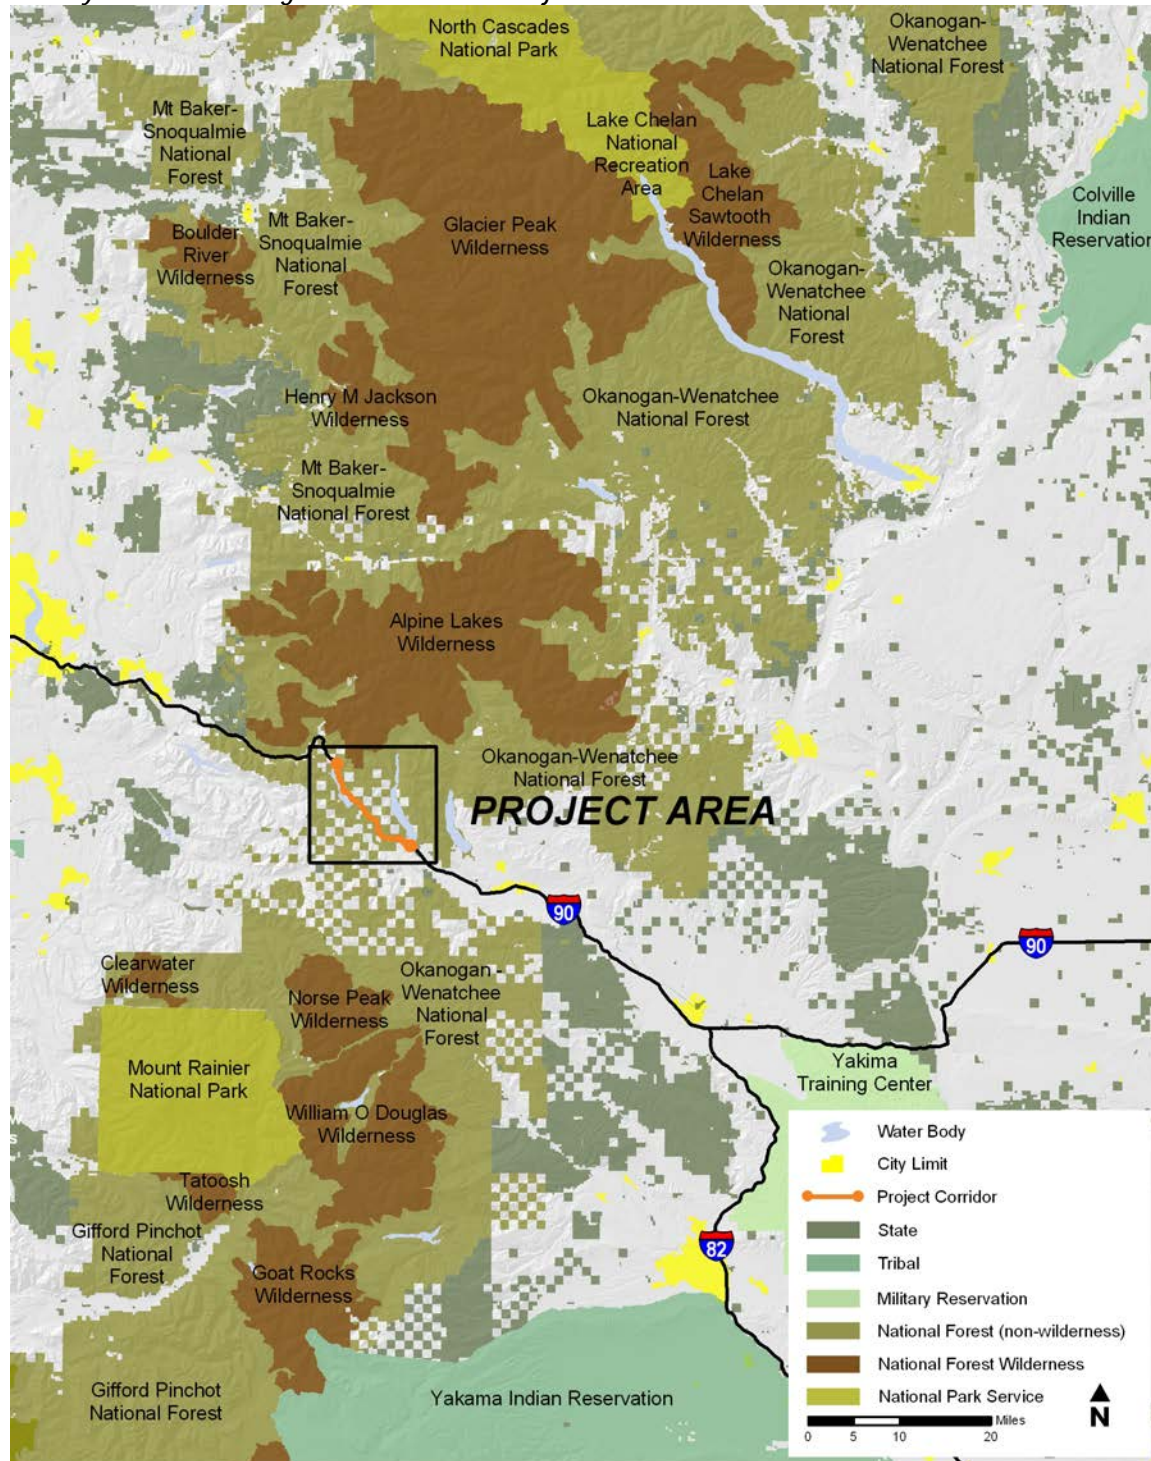 North Cascades
National Park
Okanogan-
Wenatchee
National Forest
Mt Baker-
Snoqualmie
National
Forest
Lake Chelan
National
Recreation
Area
Lake
Chelan
Sawtooth
Wilderness
Colville
Indian
Reservation
Boulder
River
Wilderness
Mt Baker-
Snoqualmie
National
Forest
Glacier Peak
Wilderness
Okanogan-
Wenatchee
National
Forest
Henry M Jackson
Wilderness
Okanogan-Wenatchee
National Forest
Mt Baker-
Snoqualmie
National Forest
Alpine Lakes
Wilderness
Okanogan-Wenatchee
National Forest
PROJECT AREA
90
90
Clearwater
Wilderness
Norse Peak
Wilderness
Okanogan -
Wenatchee
National
Forest
Mount Rainier
National Park
William O Douglas
Wilderness
Yakima
Training Center
Tatoosh
Wilderness
Gifford Pinchot
National
Forest
Goat Rocks
Wilderness
82
Gifford Pinchot
National Forest
Yakama Indian Reservation
Water Body
City Limit
Project Corridor
State
Tribal
Military Reservation
National Forest (non-wilderness)
National Forest Wilderness
National Park Service
Miles
0 5 10 20
N